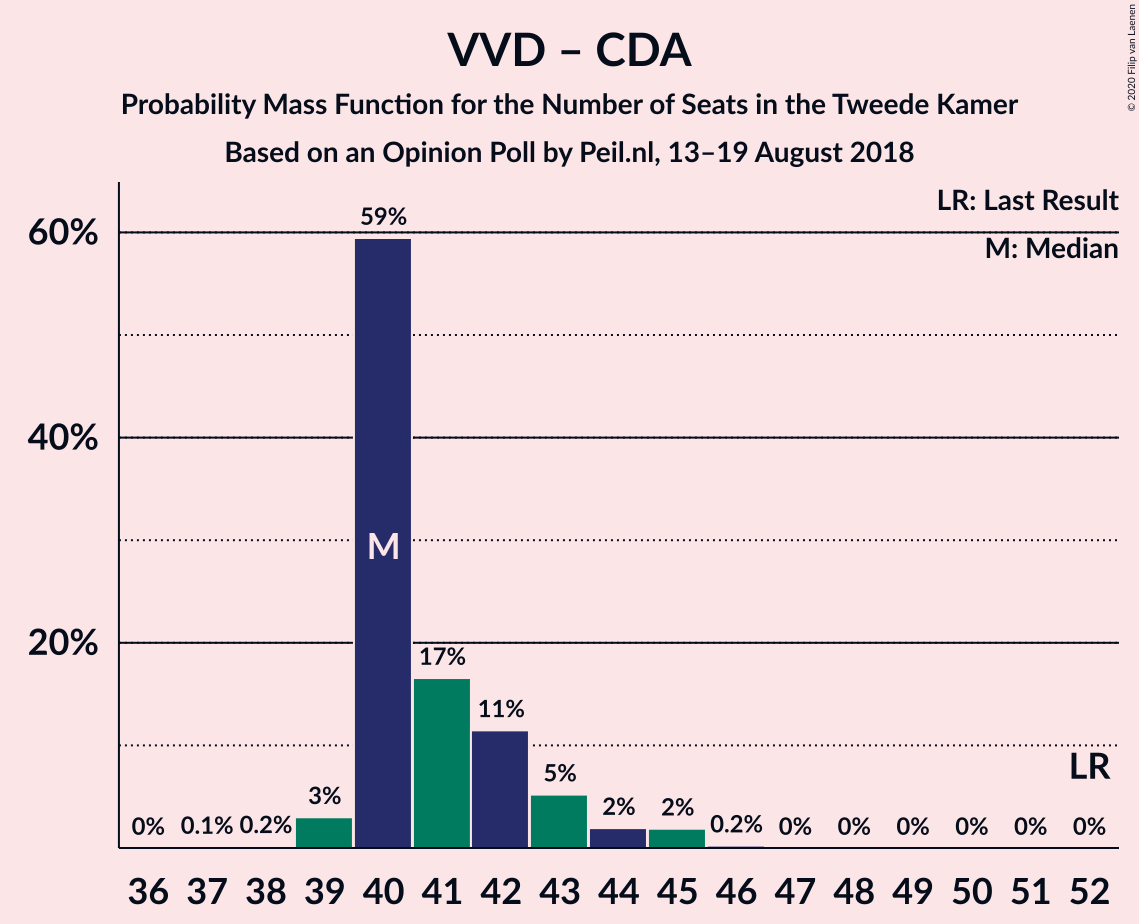 VVD – CDA
Probability Mass Function for the Number of Seats in the Tweede Kamer
Based on an Opinion Poll by Peil.nl, 13–19 August 2018
© 2020 Filip van Laenen
LR: Last Result
M: Median
60%
40%
20%
0% 0.1% 0.2% 3% 59% 17% 11% 5% 2% 2% 0.2% 0% 0% 0% 0% 0% 0%
M
LR
36 37 38 39 40 41 42 43 44 45 46 47 48 49 50 51 52